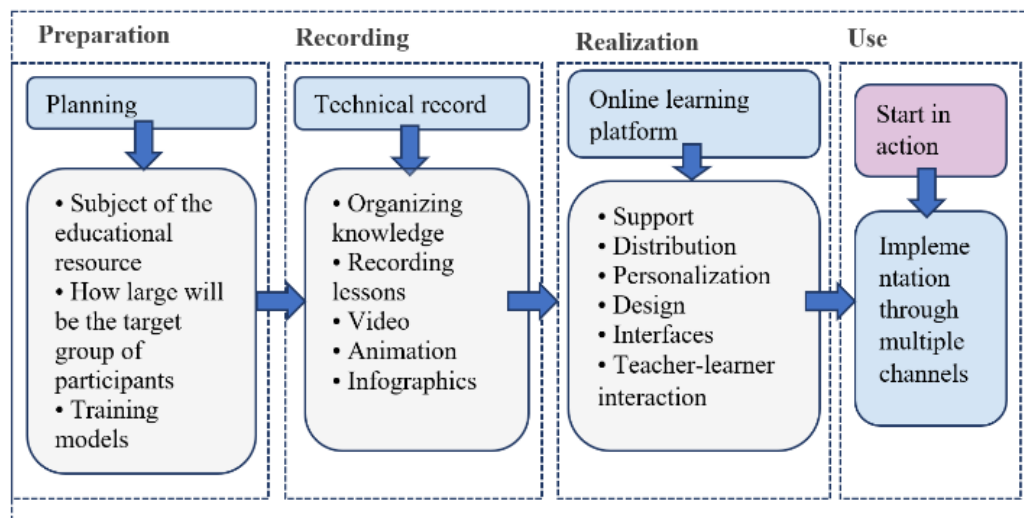 Preparation
Planning
• Subject of the
educational
resource
• How large will
be the target
group of
participants
• Training
models
Recording
Technical record
• Organizing
knowledge
• Recording
lessons
• Video
• Animation
• Infographics
Realization
Online learning
platform
• Support
• Distribution
• Personalization
• Design
• Interfaces
• Teacher-learner
interaction
Use
Start in
action
Impleme
ntation
through
multiple
channels